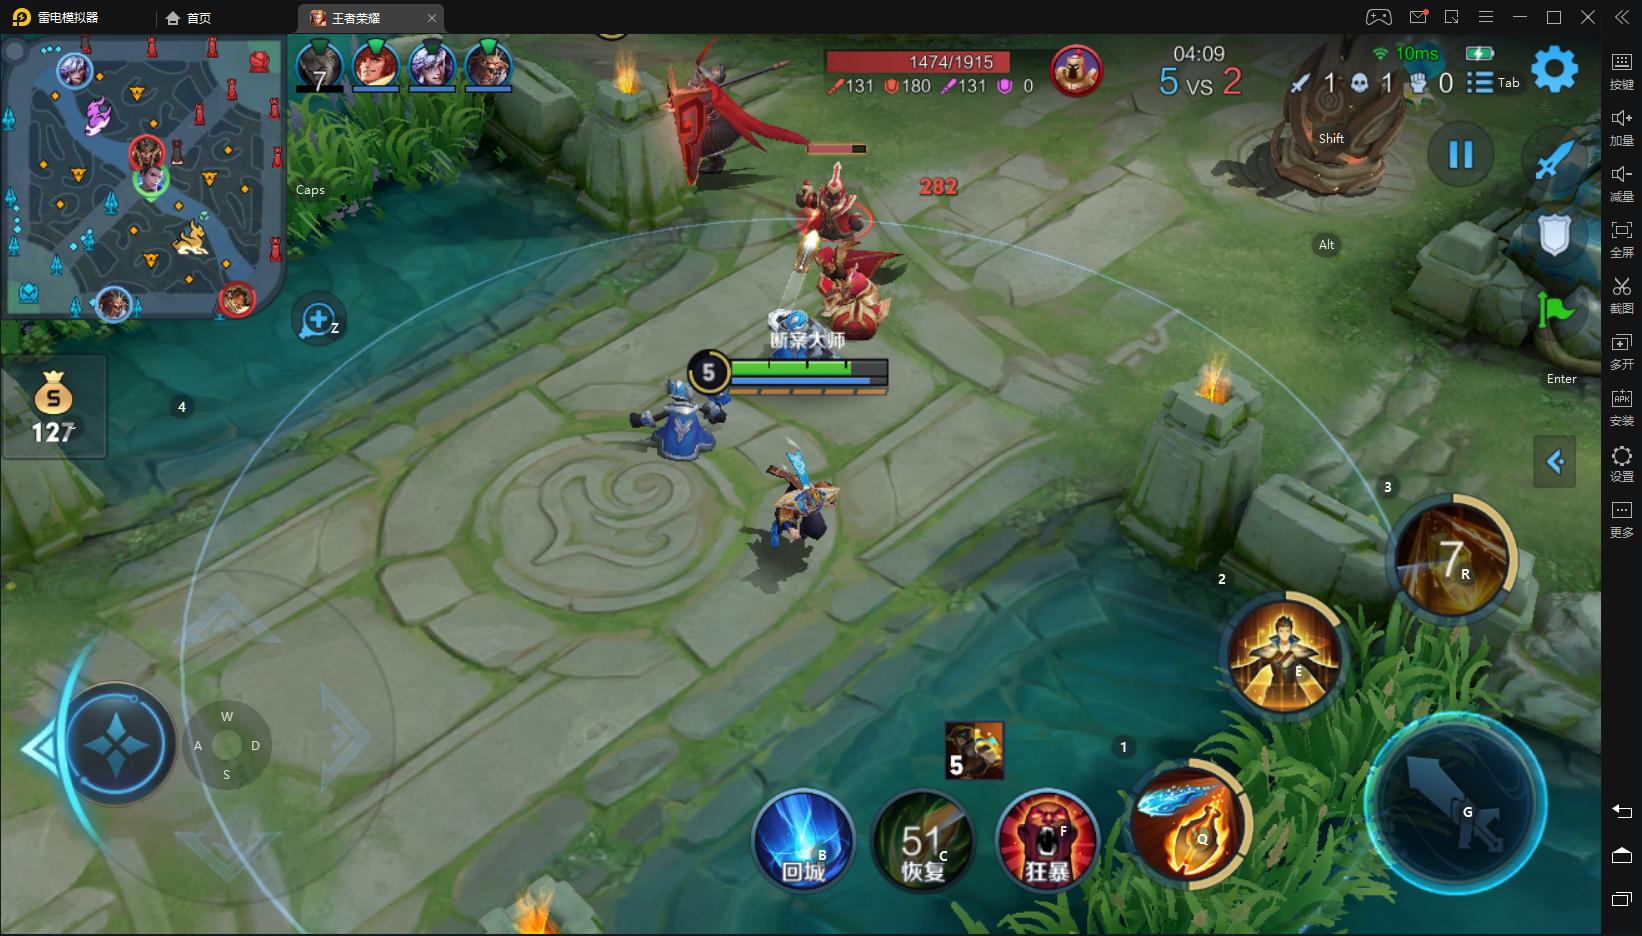 雷电模拟器
首页
王者荣耀
7
1474/1915
131 180 131 0
04:09
5 VS 2
10ms
1 1 0
Tab
Shift
Caps
282
Alt
Z
断案大师
5
Enter
127
4
3
7
R
2
E
W
A D
S
5
1
B
回城
51
C
恢复
F
狂暴
Q
G
按键
加量
减量
全屏
截图
多开
APK
安装
设置
更多